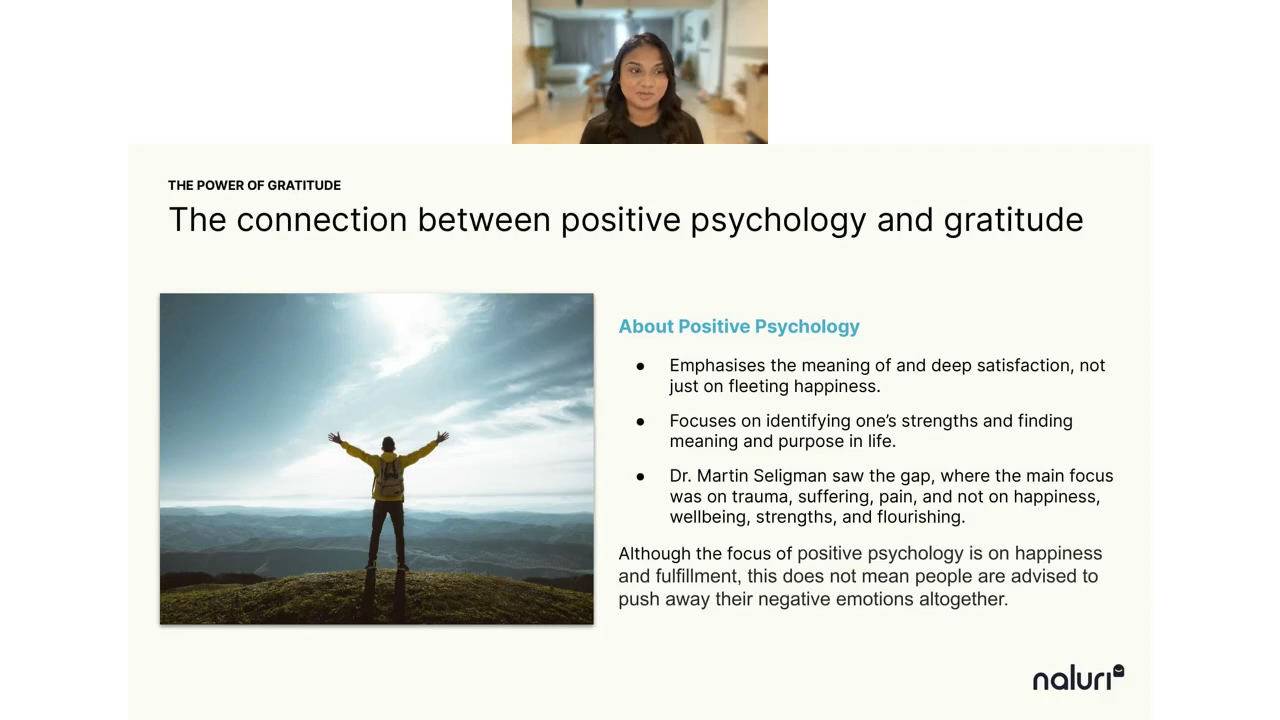 THE POWER OF GRATITUDE
The connection between positive psychology and gratitude
About Positive Psychology
● Emphasises the meaning of and deep satisfaction, not
just on fleeting happiness.
● Focuses on identifying one’s strengths and finding
meaning and purpose in life.
● Dr. Martin Seligman saw the gap, where the main focus
was on trauma, suffering, pain, and not on happiness,
wellbeing, strengths, and flourishing.
Although the focus of positive psychology is on happiness
and fulfillment, this does not mean people are advised to
push away their negative emotions altogether.
naluri